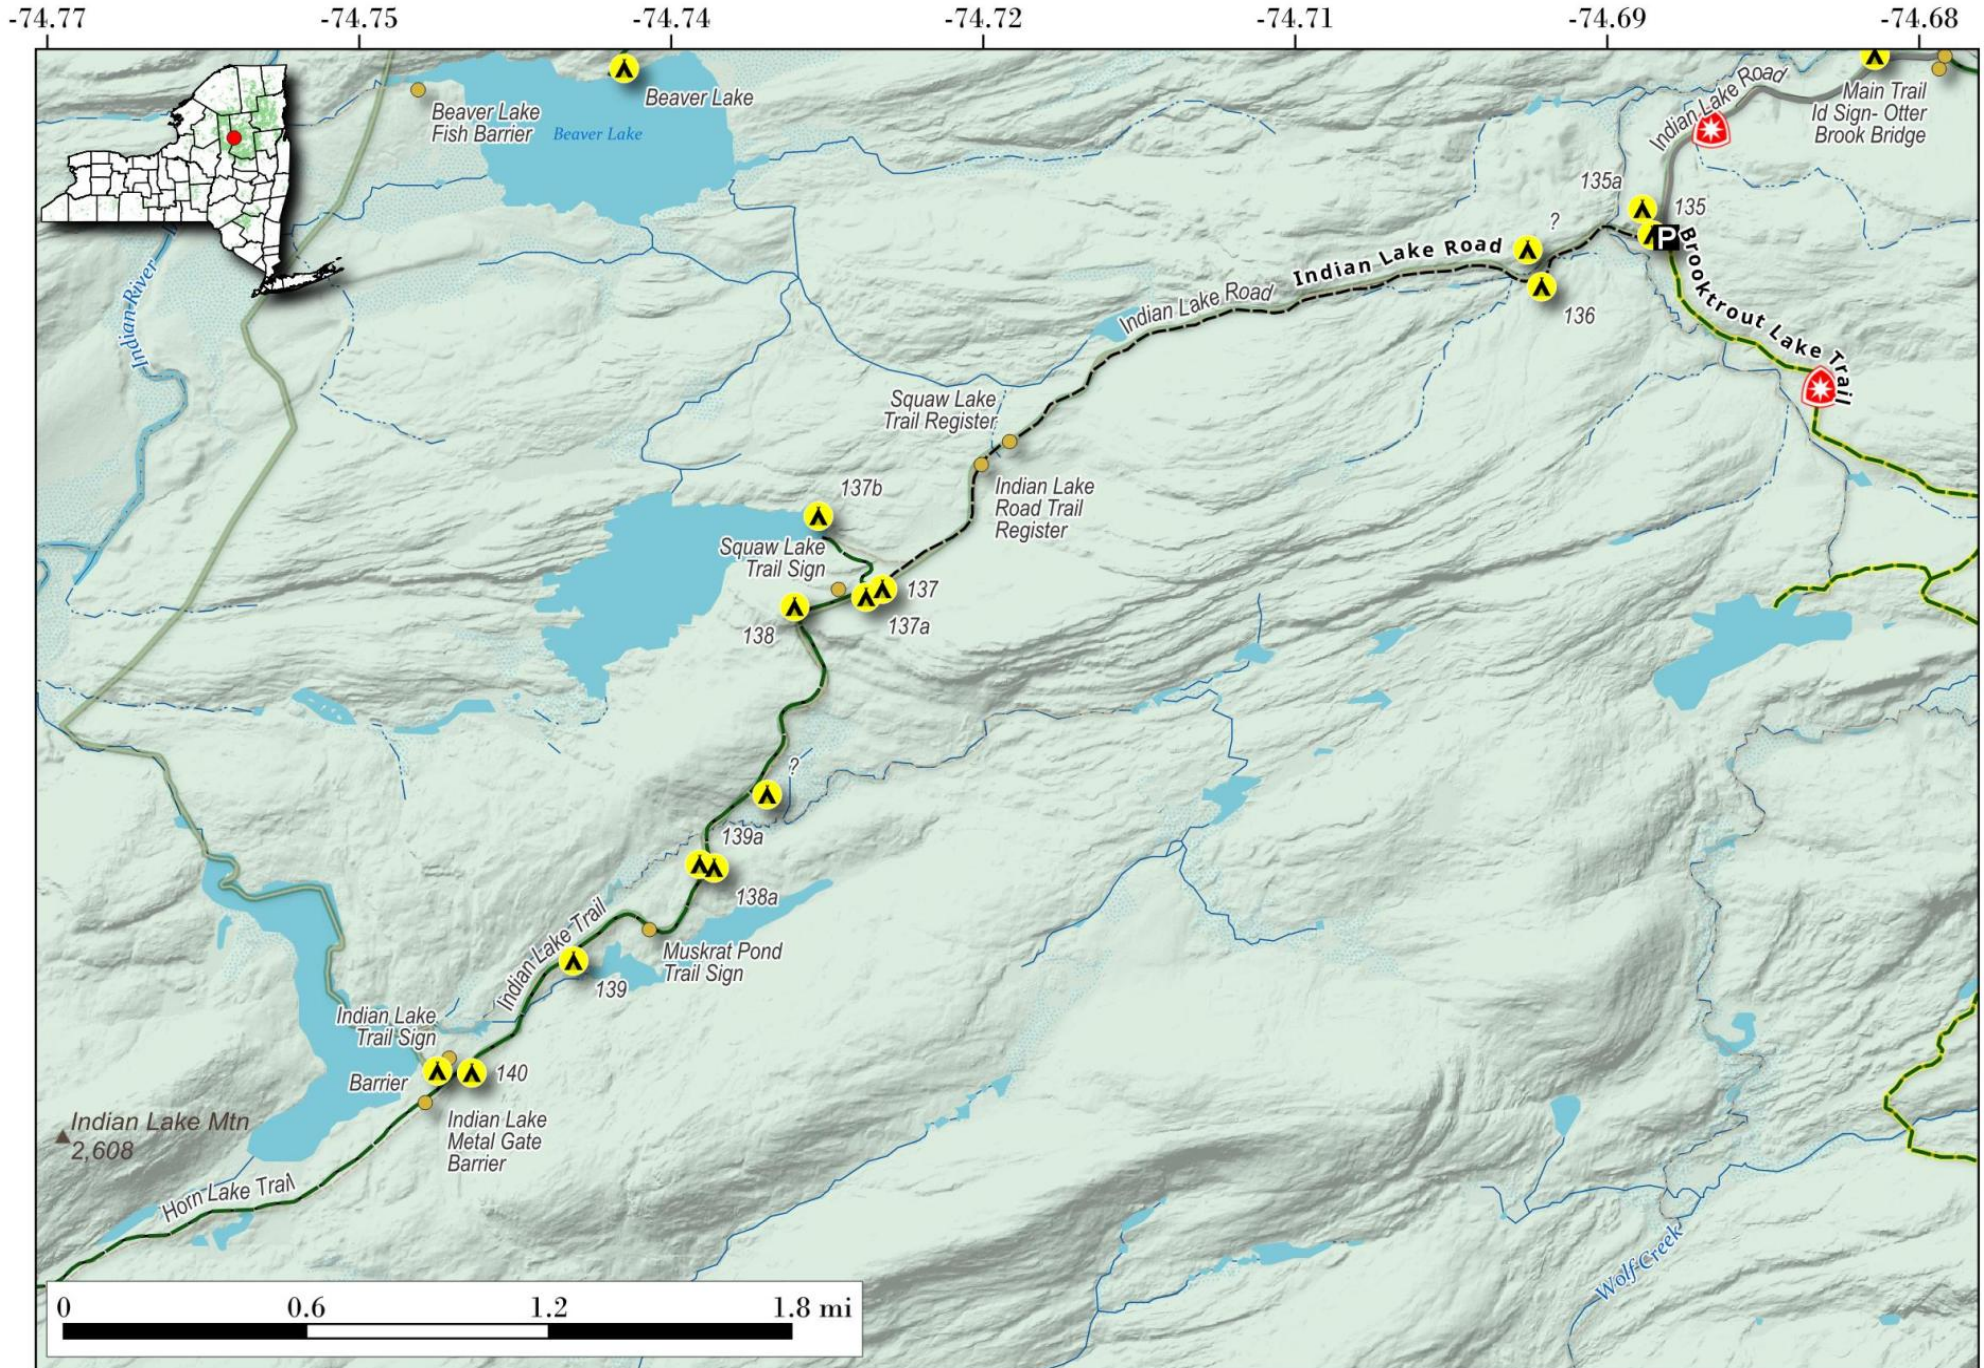 -74.77
-74.75
-74.74
-74.72
-74.71
-74.69
-74.68
Beaver Lake
Beaver Lake
Fish Barrier
Beaver Lake
Indian Lake Road
Main Trail
Id Sign- Otter
Brook Bridge
135a
135
P
?
Indian Lake Road
Indian Lake Road
136
Brooktrout Lake Trail
Indian River
Squaw Lake
Trail Register
Indian Lake
Road Trail
Register
137b
Squaw Lake
Trail Sign
137
137a
138
?
139a
138a
Indian Lake Trail
Muskrat Pond
Trail Sign
139
Indian Lake
Trail Sign
Barrier
140
Indian Lake
Metal Gate
Barrier
Indian Lake Mtn
2,608
Horn Lake Trail
Wolf Creek
0
0.6
1.2
1.8 mi